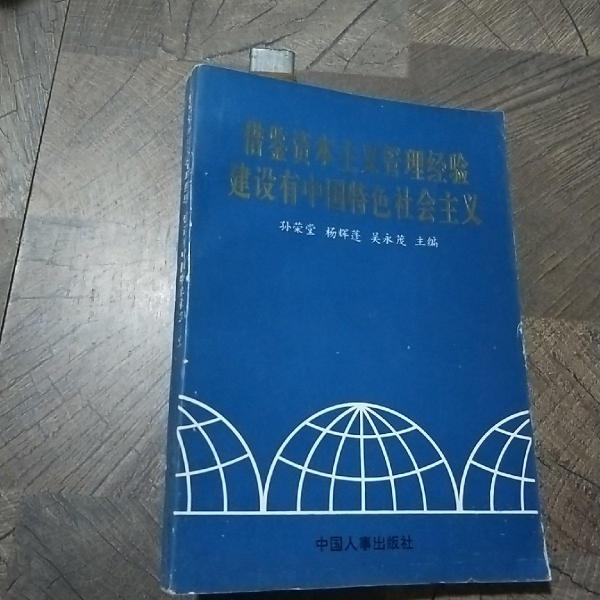 借鉴资本主义管理经验
建设有中国特色社会主义
孙荣堂 杨辉莲 吴永茂 主编
中国人事出版社